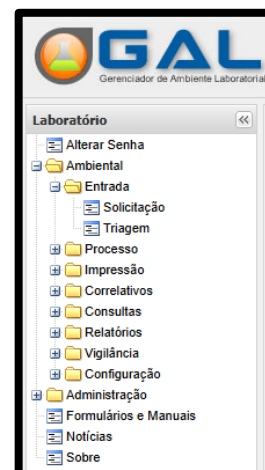 GAL
Gerenciador de Ambiente Laboratorial
Laboratório
Alterar Senha
Ambiental
Entrada
Solicitação
Triagem
Processo
Impressão
Correlativos
Consultas
Relatórios
Vigilância
Configuração
Administração
Formulários e Manuais
Notícias
Sobre